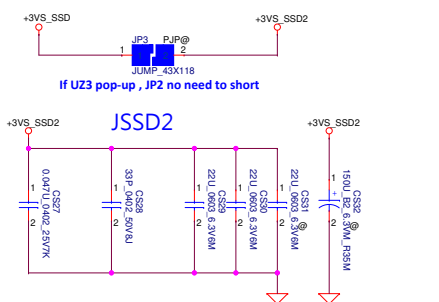 +3VS_SSD
+3VS_SSD2
JP3
PJP@
1
2
JUMP_43X118
If UZ3 pop-up , JP2 no need to short
+3VS_SSD2
JSSD2
+3VS_SSD2
1
2
CS27
0.047U_0402_25V7K
1
2
CS28
33P_0402_50V8J
1
2
CS29
22U_0603_6.3V6M
1
2
CS30
22U_0603_6.3V6M
1
2
@
CS31
22U_0603_6.3V6M
1
+
2
@
CS32
150U_B2_6.3VM_R35M